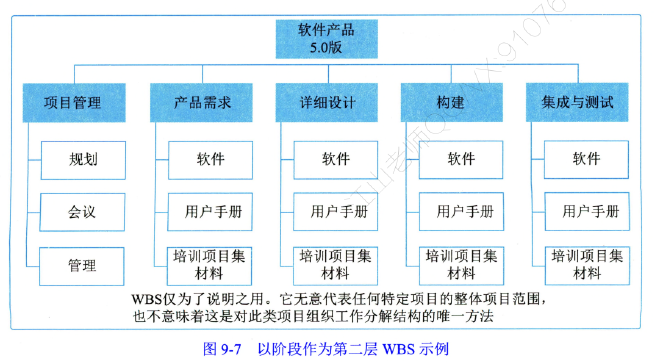 软件产品
5.0版
项目管理
产品需求
详细设计
构建
集成与测试
规划
软件
软件
软件
软件
会议
用户手册
用户手册
用户手册
用户手册
管理
培训项目集
材料
培训项目集
材料
培训项目集
材料
培训项目集
材料
WBS仅为了说明之用。它无意代表任何特定项目的整体项目范围，
也不意味着这是对此类项目组织工作分解结构的唯一方法
图 9-7 以阶段作为第二层 WBS 示例